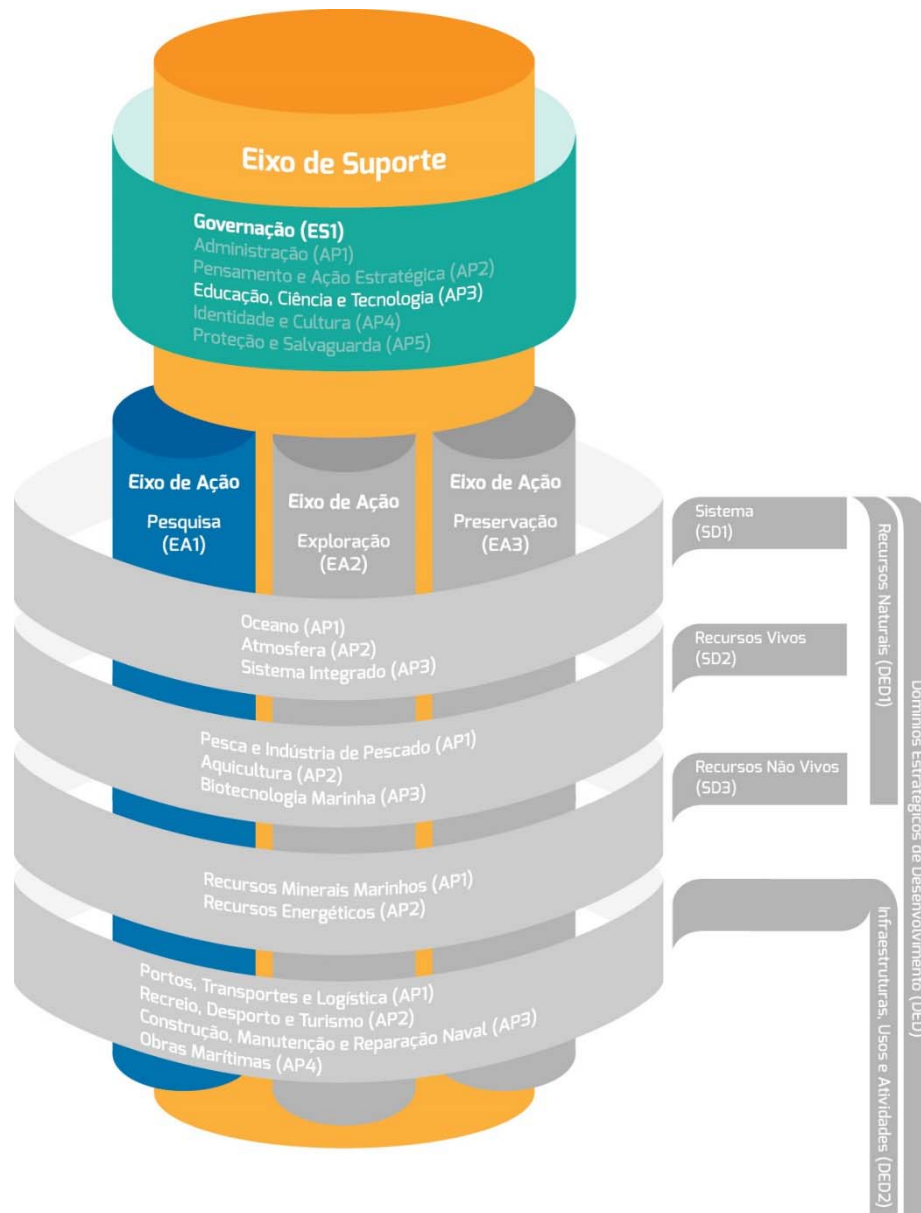 Eixo de Suporte
Governação (ES1)
Administração (AP1)
Pensamento e Ação Estratégica (AP2)
Educação, Ciência e Tecnologia (AP3)
Identidade e Cultura (AP4)
Proteção e Salvaguarda (AP5)
Eixo de Ação
Pesquisa
(EA1)
Eixo de Ação
Exploração
(EA2)
Eixo de Ação
Preservação
(EA3)
Oceano (AP1)
Atmosfera (AP2)
Sistema Integrado (AP3)
Pesca e Indústria de Pescado (AP1)
Aquicultura (AP2)
Biotecnologia Marinha (AP3)
Recursos Minerais Marinhos (AP1)
Recursos Energéticos (AP2)
Portos, Transportes e Logística (AP1)
Recreio, Desporto e Turismo (AP2)
Construção, Manutenção e Reparação Naval (AP3)
Obras Marítimas (AP4)
Sistema
(SD1)
Recursos Vivos
(SD2)
Recursos Não Vivos
(SD3)
Recursos Naturais (DED1)
Infraestruturas, Usos e Atividades (DED2)
Domínios Estratégicos de Desenvolvimento (DED)